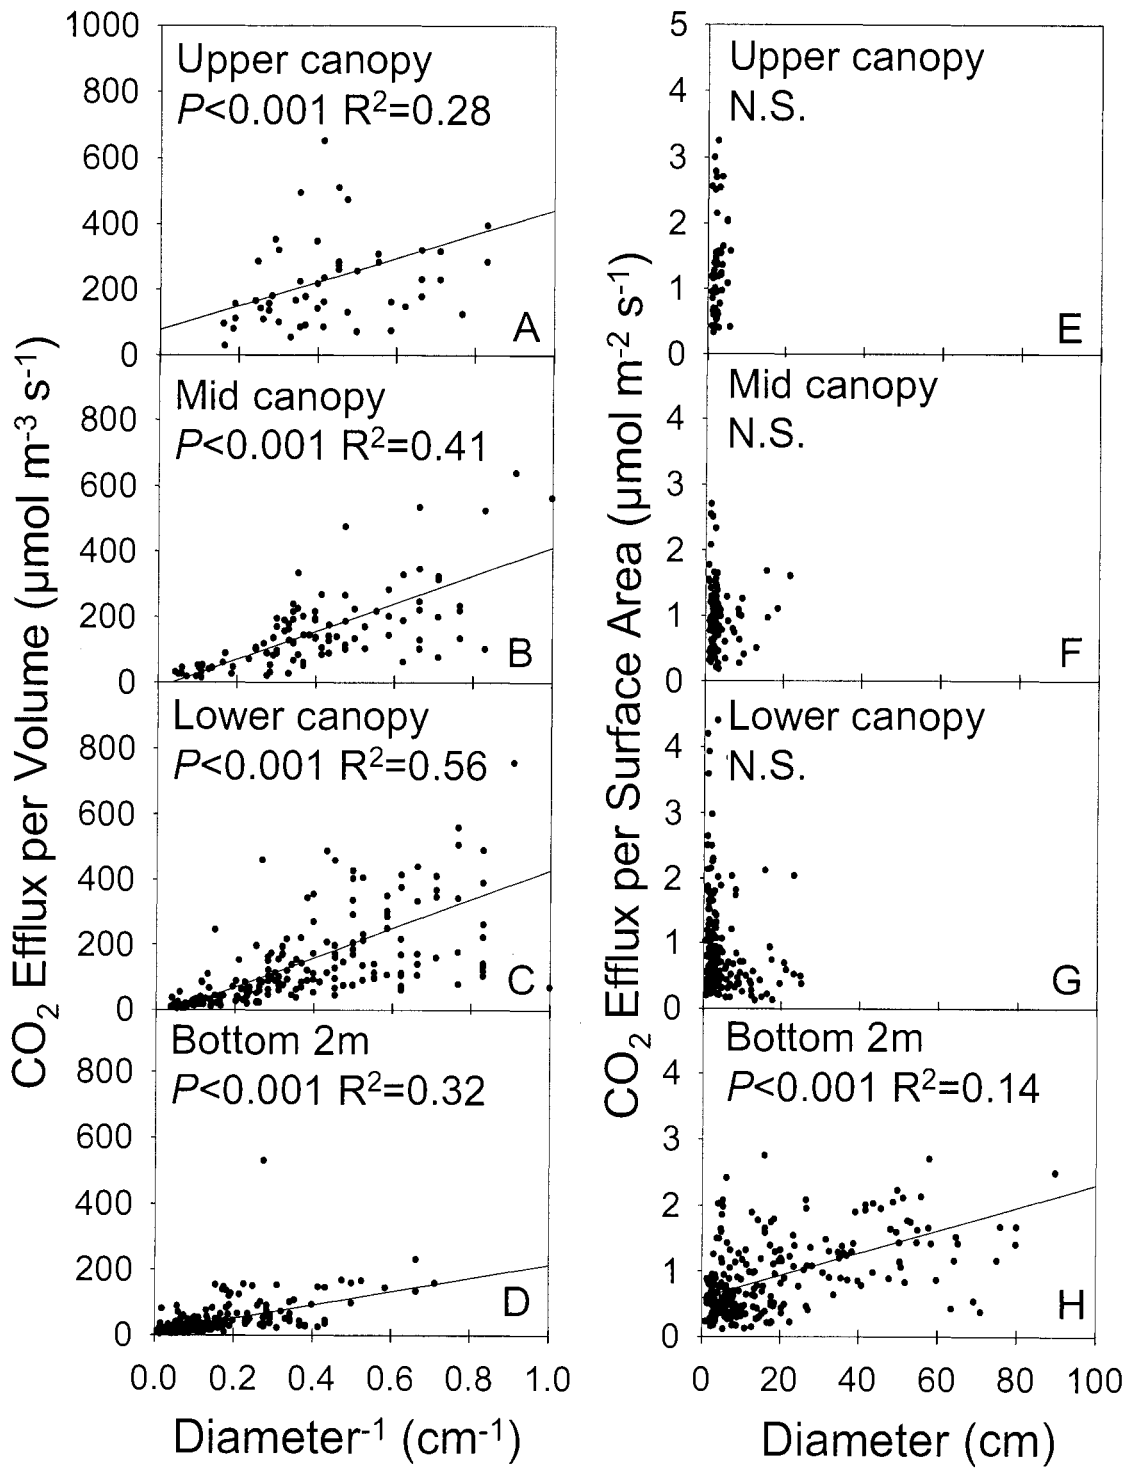 CO2 Efflux per Volume (µmol m-3 s-1)
1000
800
600
400
200
0
Upper canopy
P<0.001 R2=0.28
A
800
600
400
200
0
Mid canopy
P<0.001 R2=0.41
B
800
600
400
200
0
Lower canopy
P<0.001 R2=0.56
C
800
600
400
200
0
Bottom 2m
P<0.001 R2=0.32
D
0.0 0.2 0.4 0.6 0.8 1.0
Diameter-1 (cm-1)
CO2 Efflux per Surface Area (µmol m-2 s-1)
5
4
3
2
1
0
Upper canopy
N.S.
E
4
3
2
1
0
Mid canopy
N.S.
F
4
3
2
1
0
Lower canopy
N.S.
G
4
3
2
1
0
Bottom 2m
P<0.001 R2=0.14
H
0 20 40 60 80 100
Diameter (cm)